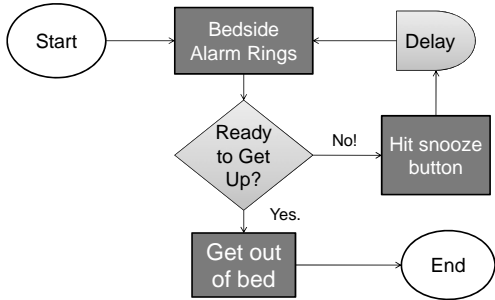 Start
Bedside
Alarm Rings
Delay
Ready
to Get
Up?
No!
Hit snooze
button
Yes.
Get out
of bed
End